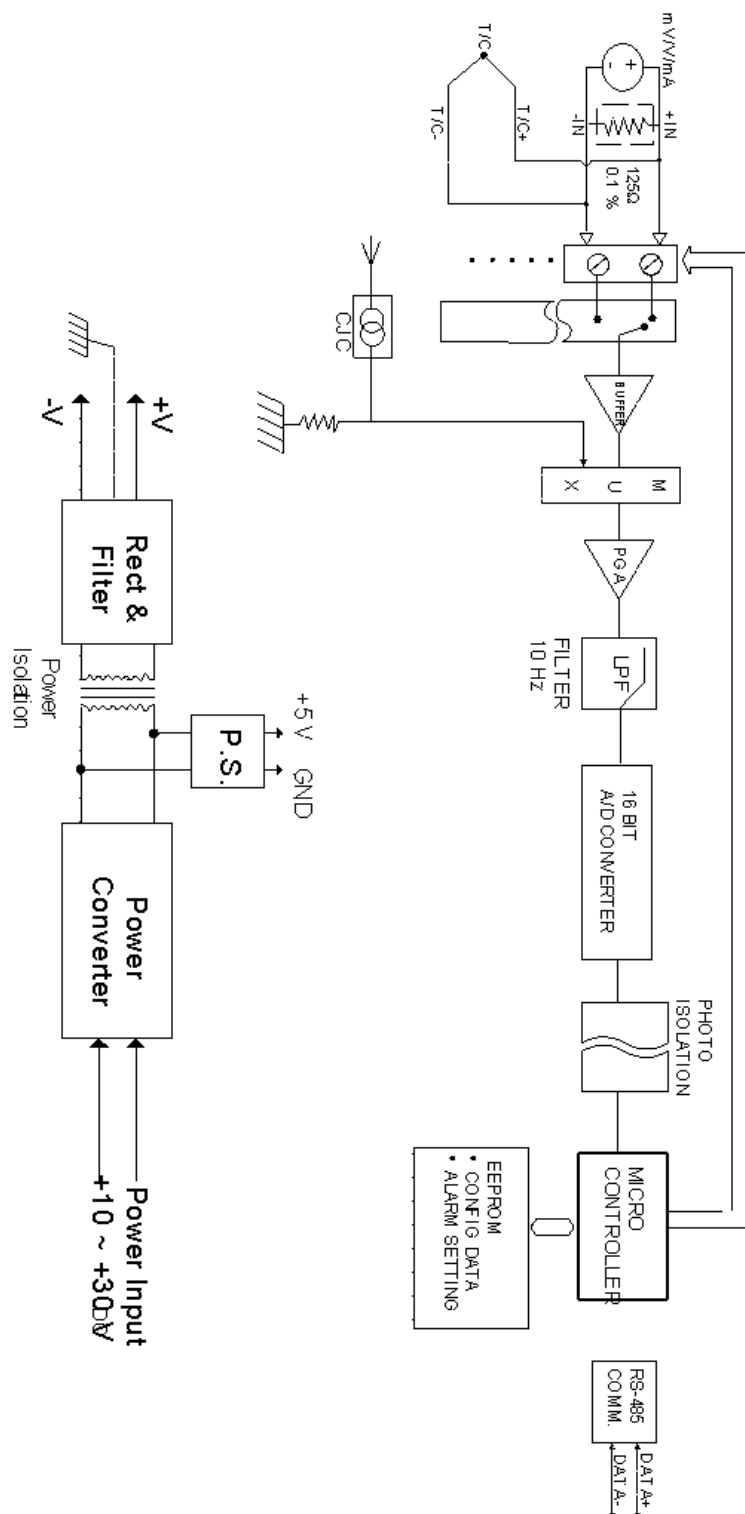 mV/V/mA
+
-
+IN
-IN
T/C
T/C+
T/C-
125Ω
0.1 %
CJC
BUFFER
M U X
PGA
LPF
FILTER
10 Hz
16 BIT
A/D CONVERTER
PHOTO
ISOLATION
MICRO
CONTROLLER
EEPROM
• CONFIG DATA
• ALARM SETTING
RS-485
COMM.
DATA+
DATA-
+V
-V
Rect &
Filter
Power
Isolation
+5V
GND
P.S.
Power
Converter
Power Input
+10 ~ +30 V